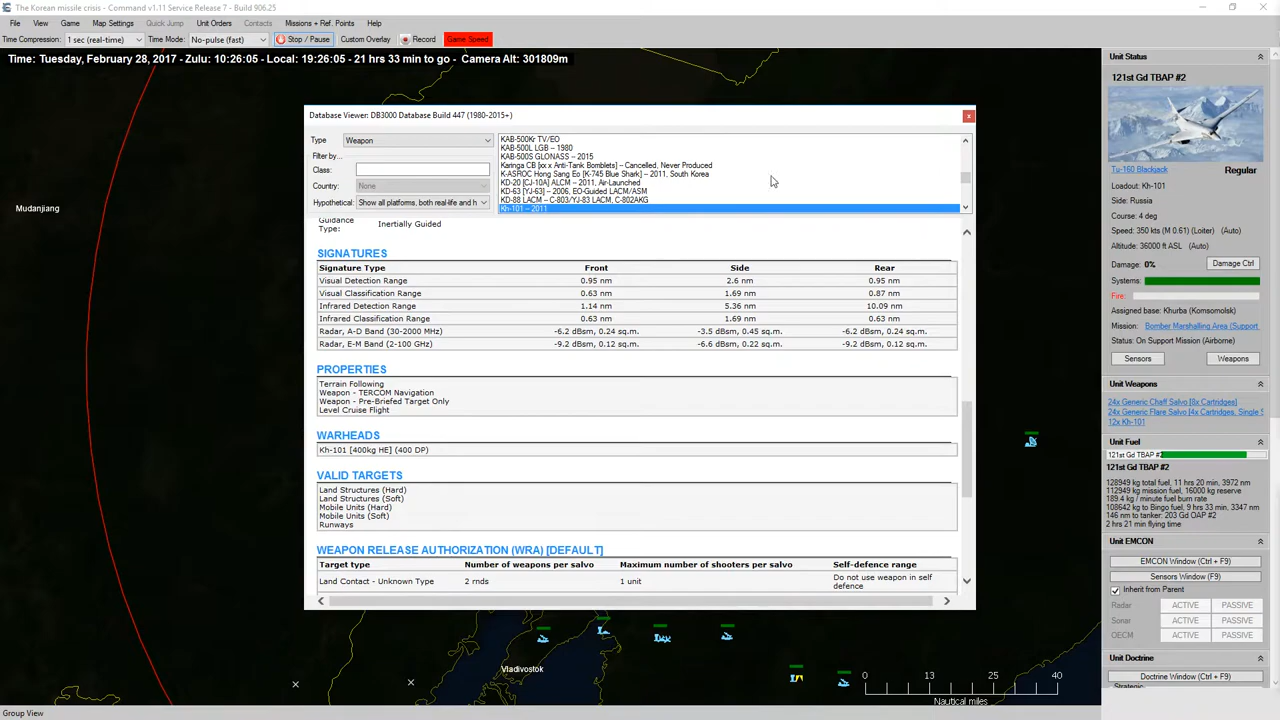 The Korean missile crisis - Command v1.11 Service Release 7 - Build 906.25
File View Game Map Settings Quick Jump Unit Orders Contacts Missions + Ref. Points Help
Time Compression: 1 sec (real-time) Time Mode: No-pulse (fast) Stop / Pause Custom Overlay Record Game Speed
Time: Tuesday, February 28, 2017 - Zulu: 10:26:05 - Local: 19:26:05 - 21 hrs 33 min to go - Camera Alt: 301809m
Mudanjiang
Vladivostok
0 13 25 40
Nautical miles
Group View
Database Viewer: DB3000 Database Build 447 (1980-2015+)
Type Weapon
Filter by...
Class:
Country: None
Hypothetical: Show all platforms, both real-life and h
KAB-500Kr TV/EO
KAB-500L LGB -- 1980
KAB-500S GLONASS -- 2015
Karinga CB [xx x Anti-Tank Bomblets] -- Cancelled, Never Produced
K-ASROC Hong Sang Eo [K-745 Blue Shark] -- 2011, South Korea
KD-20 [CJ-10A] ALCM -- 2011, Air-Launched
KD-63 [YJ-63] -- 2006, EO-Guided LACM/ASM
KD-88 LACM -- C-803/YJ-83 LACM, C-802AKG
Kh-101 -- 2011
Guidance Type: Inertially Guided
SIGNATURES
Signature Type Front Side Rear
Visual Detection Range 0.95 nm 2.6 nm 0.95 nm
Visual Classification Range 0.63 nm 1.69 nm 0.87 nm
Infrared Detection Range 1.14 nm 5.36 nm 10.09 nm
Infrared Classification Range 0.63 nm 1.69 nm 0.63 nm
Radar, A-D Band (30-2000 MHz) -6.2 dBsm, 0.24 sq.m. -3.5 dBsm, 0.45 sq.m. -6.2 dBsm, 0.24 sq.m.
Radar, E-M Band (2-100 GHz) -9.2 dBsm, 0.12 sq.m. -6.6 dBsm, 0.22 sq.m. -9.2 dBsm, 0.12 sq.m.
PROPERTIES
Terrain Following
Weapon - TERCOM Navigation
Weapon - Pre-Briefed Target Only
Level Cruise Flight
WARHEADS
Kh-101 [400kg HE] (400 DP)
VALID TARGETS
Land Structures (Hard)
Land Structures (Soft)
Mobile Units (Hard)
Mobile Units (Soft)
Runways
WEAPON RELEASE AUTHORIZATION (WRA) [DEFAULT]
Target type Number of weapons per salvo Maximum number of shooters per salvo Self-defence range
Land Contact - Unknown Type 2 rnds 1 unit Do not use weapon in self defence
Unit Status
121st Gd TBAP #2
Tu-160 Blackjack Regular
Loadout: Kh-101
Side: Russia
Course: 4 deg
Speed: 350 kts (M 0.61) (Loiter) (Auto)
Altitude: 36000 ft ASL (Auto)
Damage: 0% Damage Ctrl
Systems:
Fire:
Assigned base: Khurba (Komsomolsk)
Mission: Bomber Marshalling Area (Support
Status: On Support Mission (Airborne)
Sensors Weapons
Unit Weapons
24x Generic Chaff Salvo [8x Cartridges]
24x Generic Flare Salvo [4x Cartridges, Single S
12x Kh-101
Unit Fuel
121st Gd TBAP #2
121st Gd TBAP #2
128949 kg total fuel, 11 hrs 20 min, 3972 nm
112949 kg mission fuel, 16000 kg reserve
189.4 kg / minute fuel burn rate
108642 kg to Bingo fuel, 9 hrs 33 min, 3347 nm
146 nm to tanker: 203 Gd OAP #2
2 hrs 21 min flying time
Unit EMCON
EMCON Window (Ctrl + F9)
Sensors Window (F9)
Inherit from Parent
Radar ACTIVE PASSIVE
Sonar ACTIVE PASSIVE
OECM ACTIVE PASSIVE
Unit Doctrine
Doctrine Window (Ctrl + F9)
Strategic